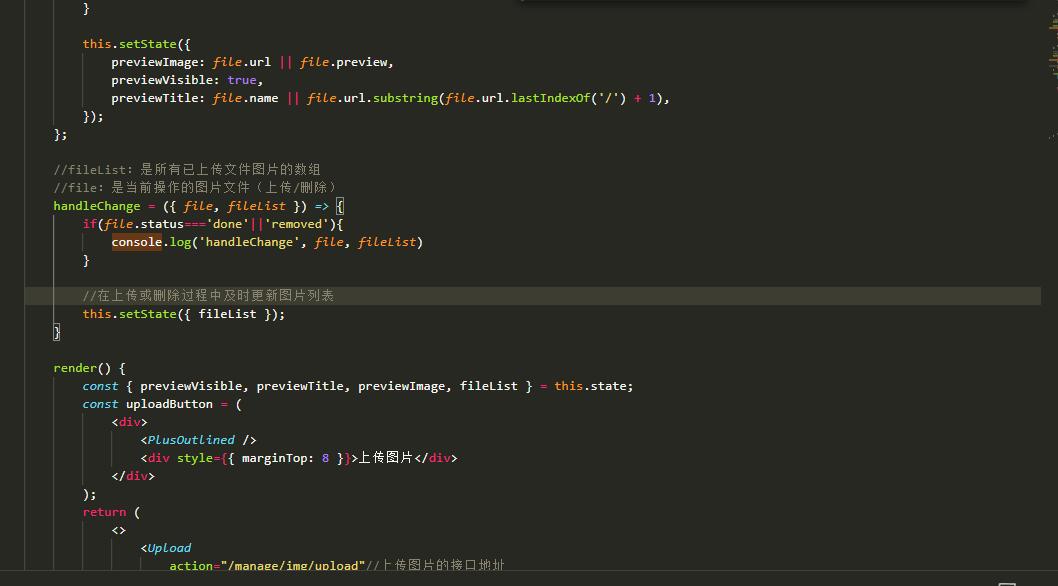 }
this.setState({
previewImage: file.url || file.preview,
previewVisible: true,
previewTitle: file.name || file.url.substring(file.url.lastIndexOf('/') + 1),
});
};
//fileList: 是所有已上传文件图片的数组
//file: 是当前操作的图片文件（上传/删除）
handleChange = ({ file, fileList }) => {
if(file.status==='done'||'removed'){
console.log('handleChange', file, fileList)
}
//在上传或删除过程中及时更新图片列表
this.setState({ fileList });
}
render() {
const { previewVisible, previewTitle, previewImage, fileList } = this.state;
const uploadButton = (
<div>
<PlusOutlined />
<div style={{ marginTop: 8 }}>上传图片</div>
</div>
);
return (
<>
<Upload
action="/manage/img/upload"//上传图片的接口地址